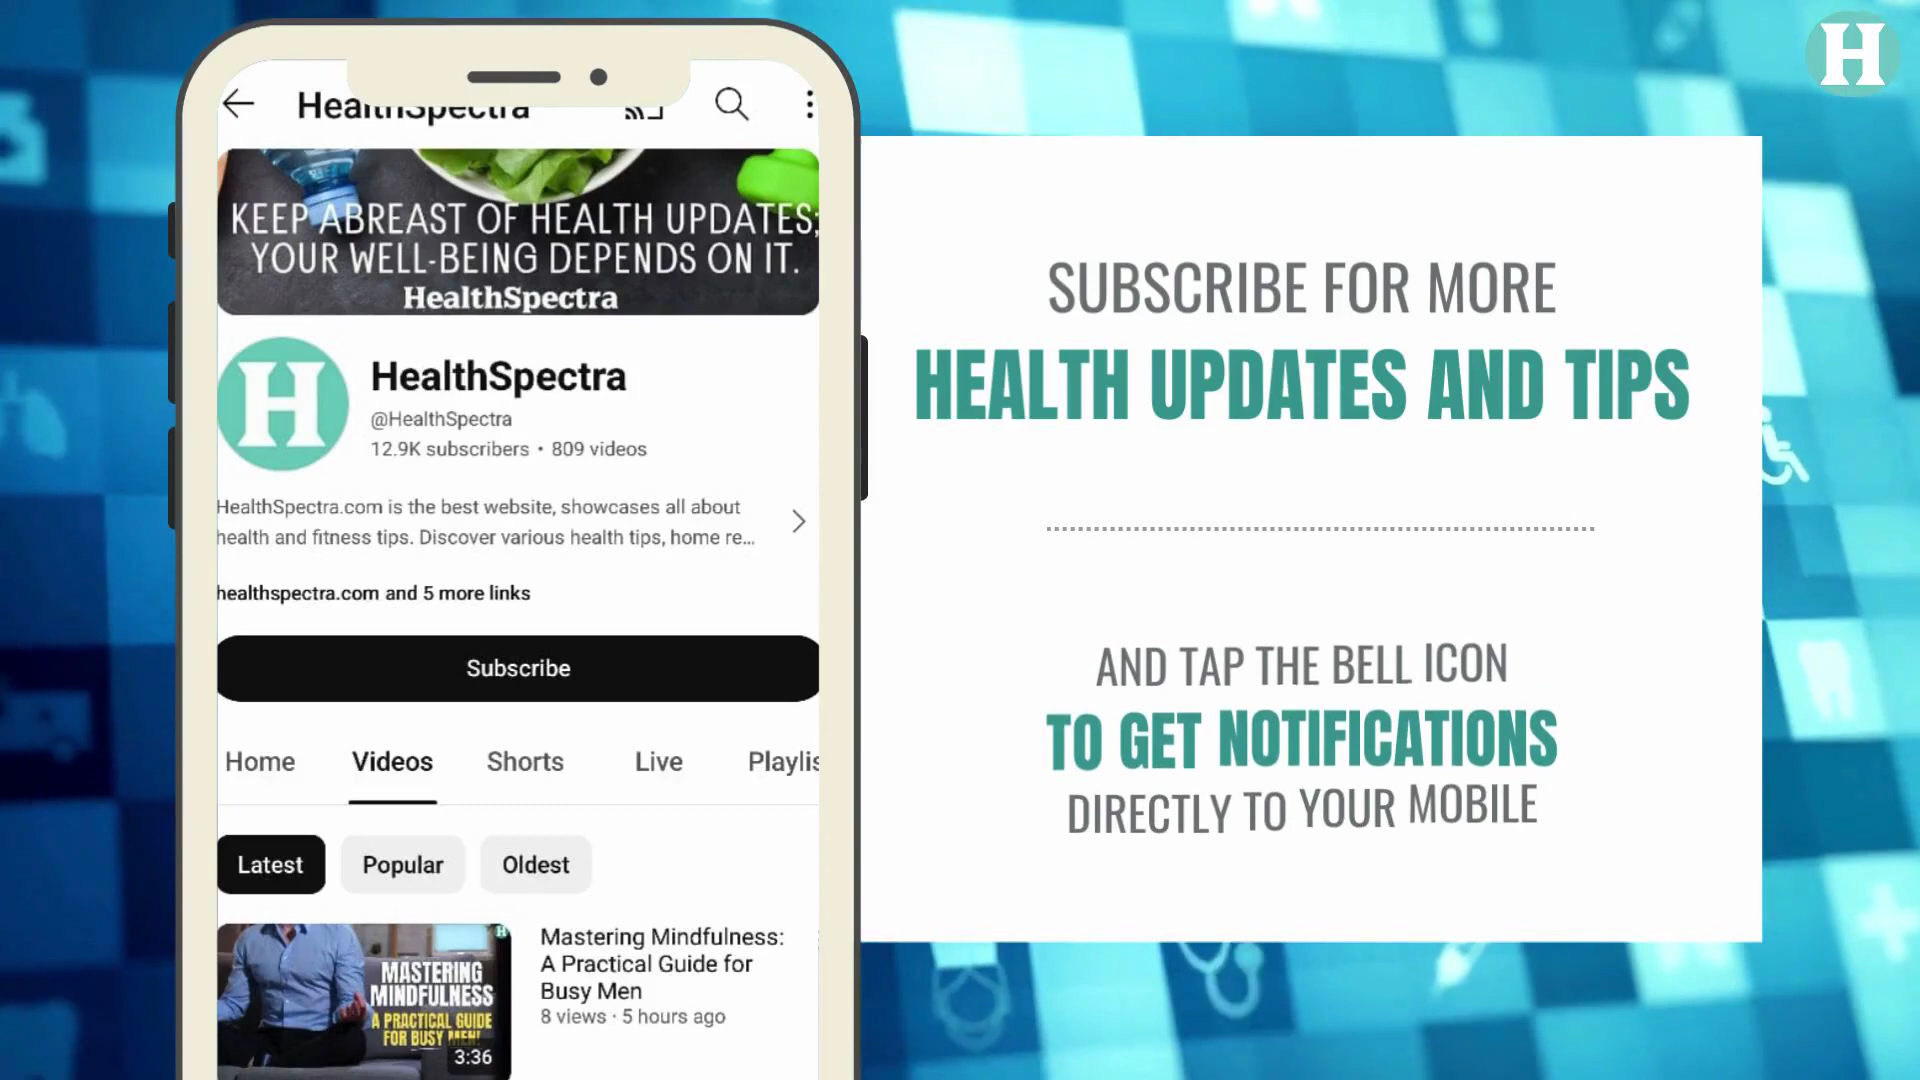 HealthSpectra
KEEP ABREAST OF HEALTH UPDATES;
YOUR WELL-BEING DEPENDS ON IT.
HealthSpectra
H
HealthSpectra
@HealthSpectra
12.9K subscribers • 809 videos
HealthSpectra.com is the best website, showcases all about
health and fitness tips. Discover various health tips, home re...
healthspectra.com and 5 more links
Subscribe
Home Videos Shorts Live Playlis
Latest Popular Oldest
H
MASTERING
MINDFULNESS
A PRACTICAL GUIDE
FOR BUSY MEN!
3:36
Mastering Mindfulness:
A Practical Guide for
Busy Men
8 views · 5 hours ago
H
SUBSCRIBE FOR MORE
HEALTH UPDATES AND TIPS
AND TAP THE BELL ICON
TO GET NOTIFICATIONS
DIRECTLY TO YOUR MOBILE